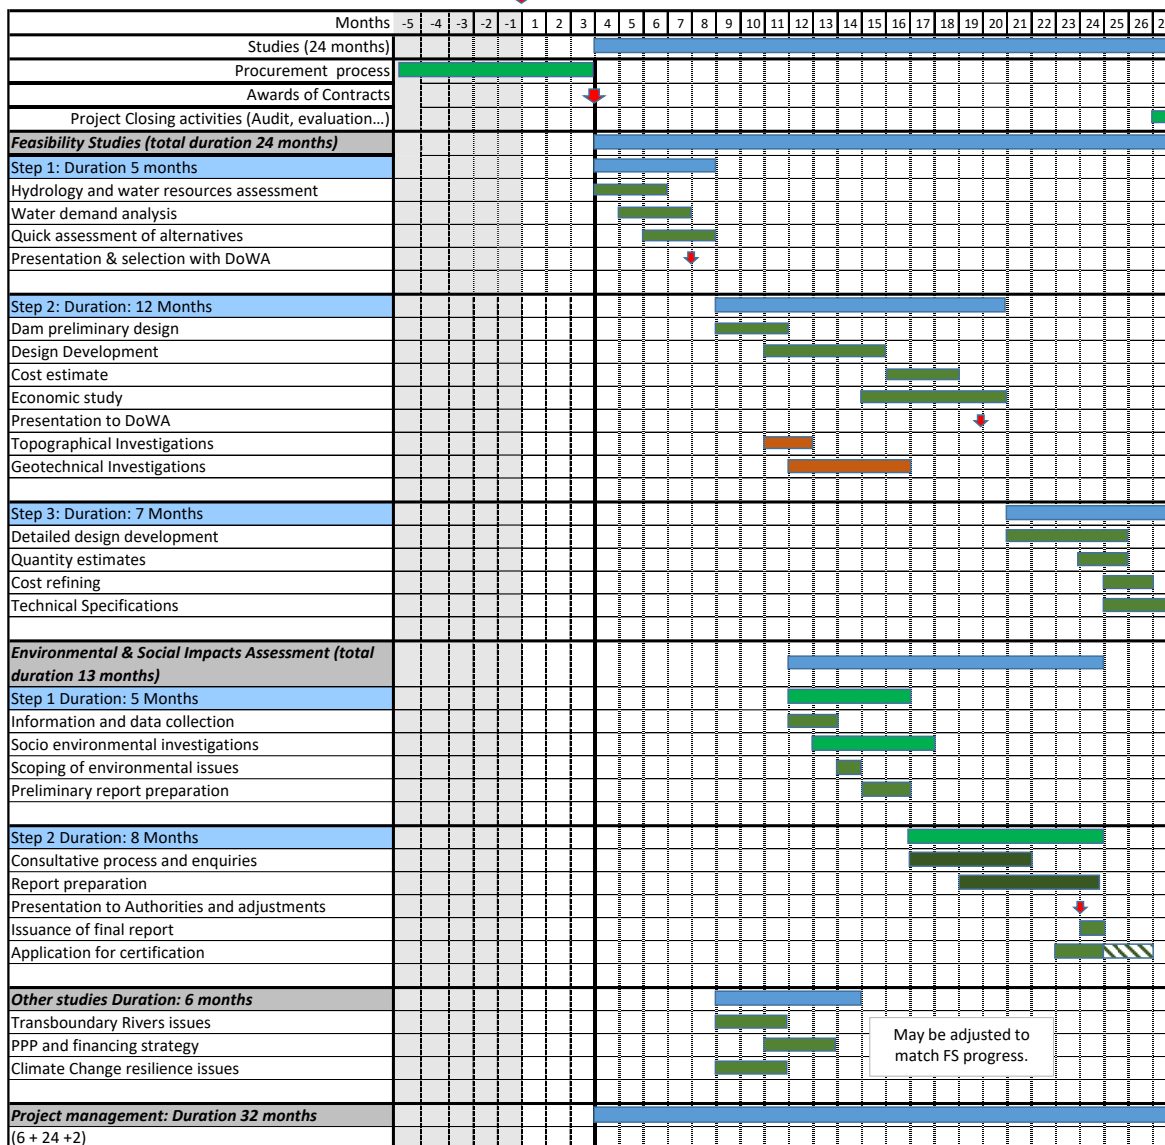 Months -5 -4 -3 -2 -1 1 2 3 4 5 6 7 8 9 10 11 12 13 14 15 16 17 18 19 20 21 22 23 24 25 26
Studies (24 months)
Procurement process
Awards of Contracts
Project Closing activities (Audit, evaluation...)
Feasibility Studies (total duration 24 months)
Step 1: Duration 5 months
Hydrology and water resources assessment
Water demand analysis
Quick assessment of alternatives
Presentation & selection with DoWA
Step 2: Duration: 12 Months
Dam preliminary design
Design Development
Cost estimate
Economic study
Presentation to DoWA
Topographical Investigations
Geotechnical Investigations
Step 3: Duration: 7 Months
Detailed design development
Quantity estimates
Cost refining
Technical Specifications
Environmental & Social Impacts Assessment (total
duration 13 months)
Step 1 Duration: 5 Months
Information and data collection
Socio environmental investigations
Scoping of environmental issues
Preliminary report preparation
Step 2 Duration: 8 Months
Consultative process and enquiries
Report preparation
Presentation to Authorities and adjustments
Issuance of final report
Application for certification
Other studies Duration: 6 months
Transboundary Rivers issues
PPP and financing strategy
Climate Change resilience issues
May be adjusted to
match FS progress.
Project management: Duration 32 months
(6 + 24 +2)